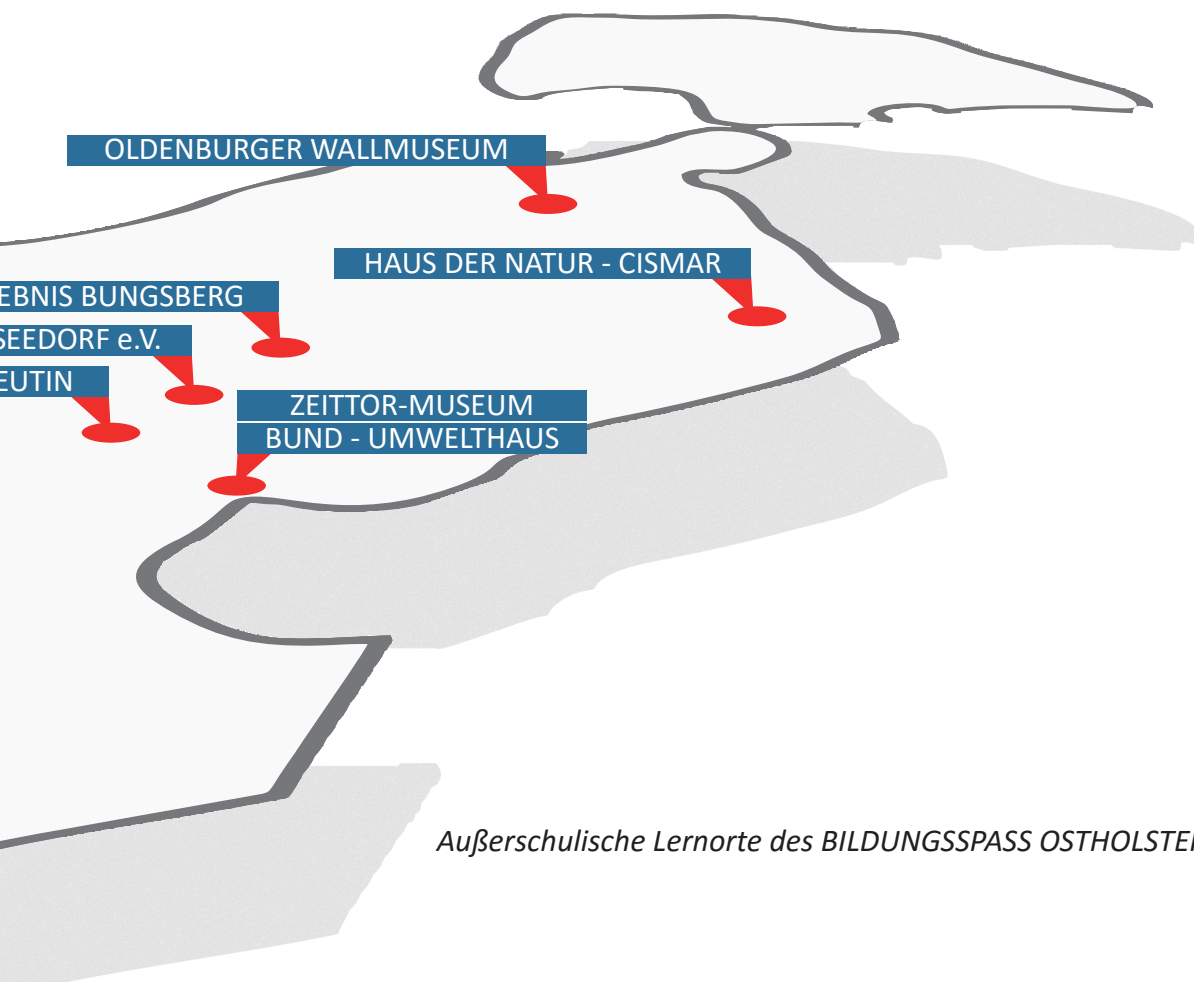 OLDENBURGER WALLMUSEUM
HAUS DER NATUR - CISMAR
EBNIS BUNGSBERG
SEEDORF e.V.
EUTIN
ZEITTOR-MUSEUM
BUND - UMWELTHAUS
Außerschulische Lernorte des BILDUNGSSPASS OSTHOLSTEI